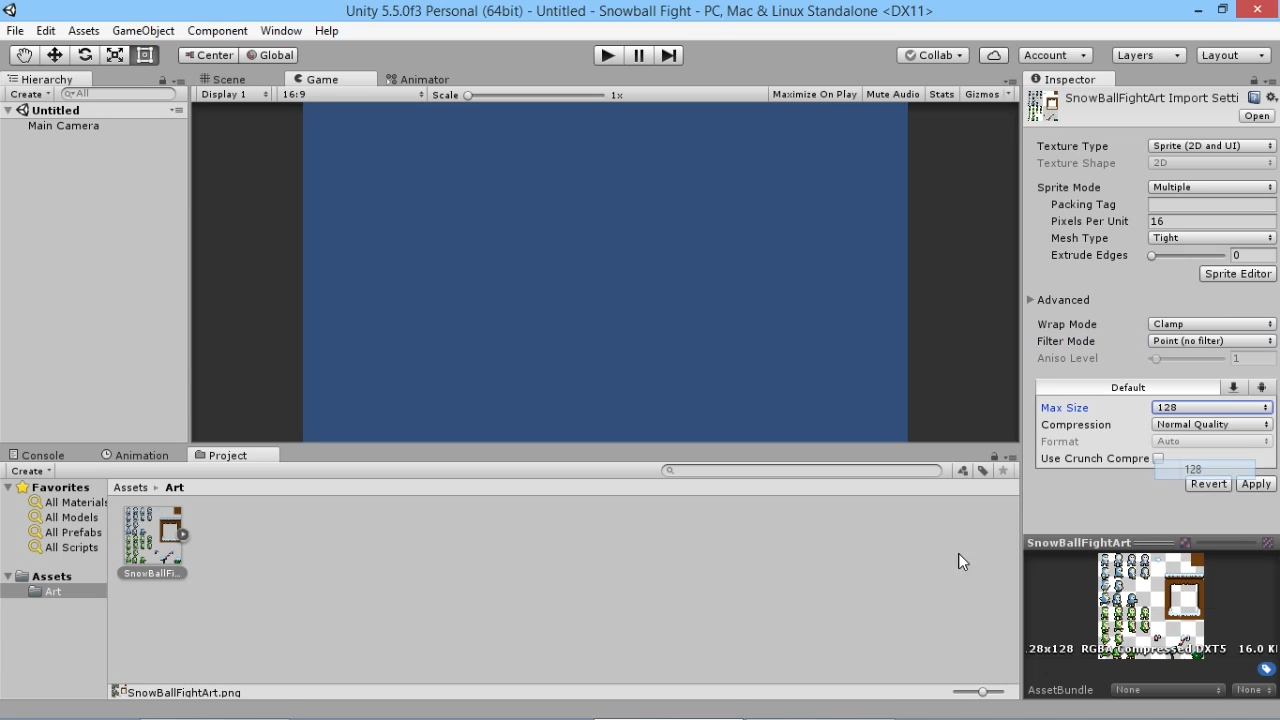 Unity 5.5.0f3 Personal (64bit) - Untitled - Snowball Fight - PC, Mac & Linux Standalone <DX11>
File Edit Assets GameObject Component Window Help
Center Global Collab Account Layers Layout
Hierarchy Scene Game Animator Inspector
Create All Display 1 16:9 Scale 1x Maximize On Play Mute Audio Stats Gizmos
SnowBallFightArt Import Setti
Open
Untitled
Main Camera
Texture Type Sprite (2D and UI)
Texture Shape 2D
Sprite Mode Multiple
Packing Tag
Pixels Per Unit 16
Mesh Type Tight
Extrude Edges 0
Sprite Editor
Advanced
Wrap Mode Clamp
Filter Mode Point (no filter)
Aniso Level 1
Default
Max Size 128
Compression Normal Quality
Format Auto
Use Crunch Compre
128
Revert Apply
Console Animation Project
Create
Favorites
All Materials
All Models
All Prefabs
All Scripts
Assets
Art
Assets Art
SnowBallFi...
SnowBallFightArt.png
SnowBallFightArt
.28x128 RGBA Compressed DXT5 16.0 K
AssetBundle None None